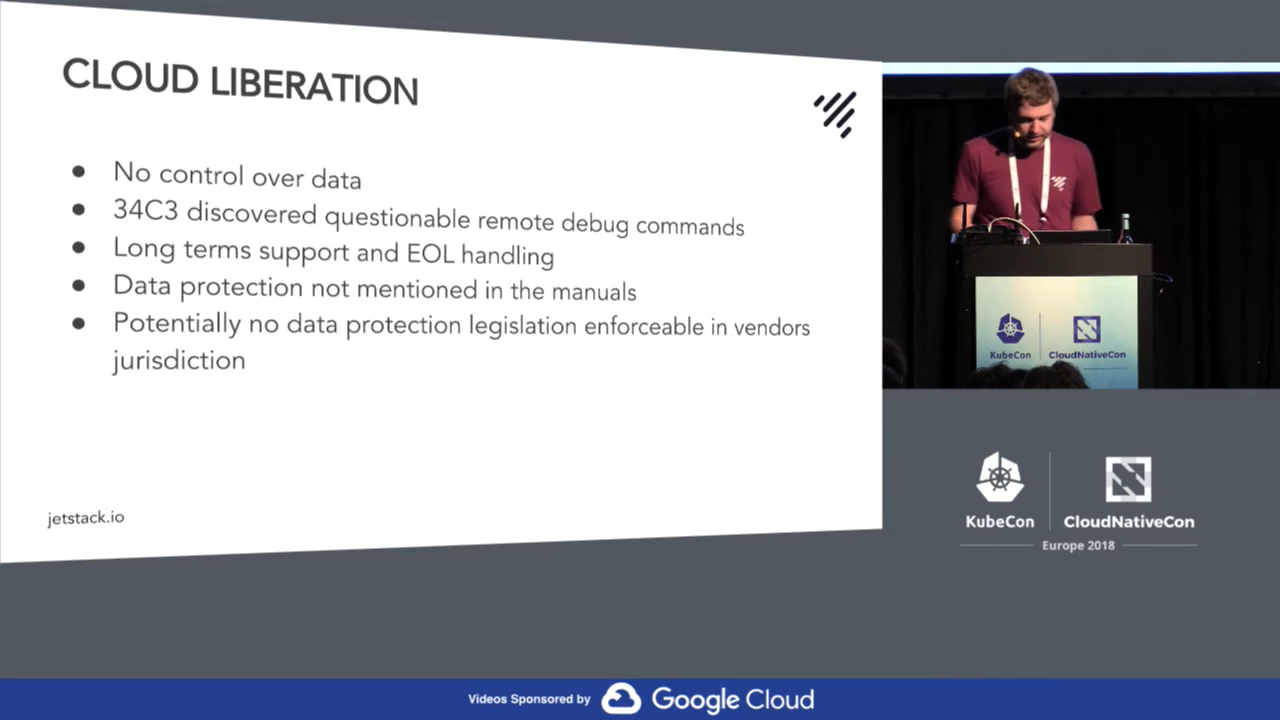 CLOUD LIBERATION
No control over data
34C3 discovered questionable remote debug commands
Long terms support and EOL handling
Data protection not mentioned in the manuals
Potentially no data protection legislation enforceable in vendors
jurisdiction
jetstack.io
KubeCon
CloudNativeCon
KubeCon
CloudNativeCon
Europe 2018
Videos Sponsored by
Google Cloud